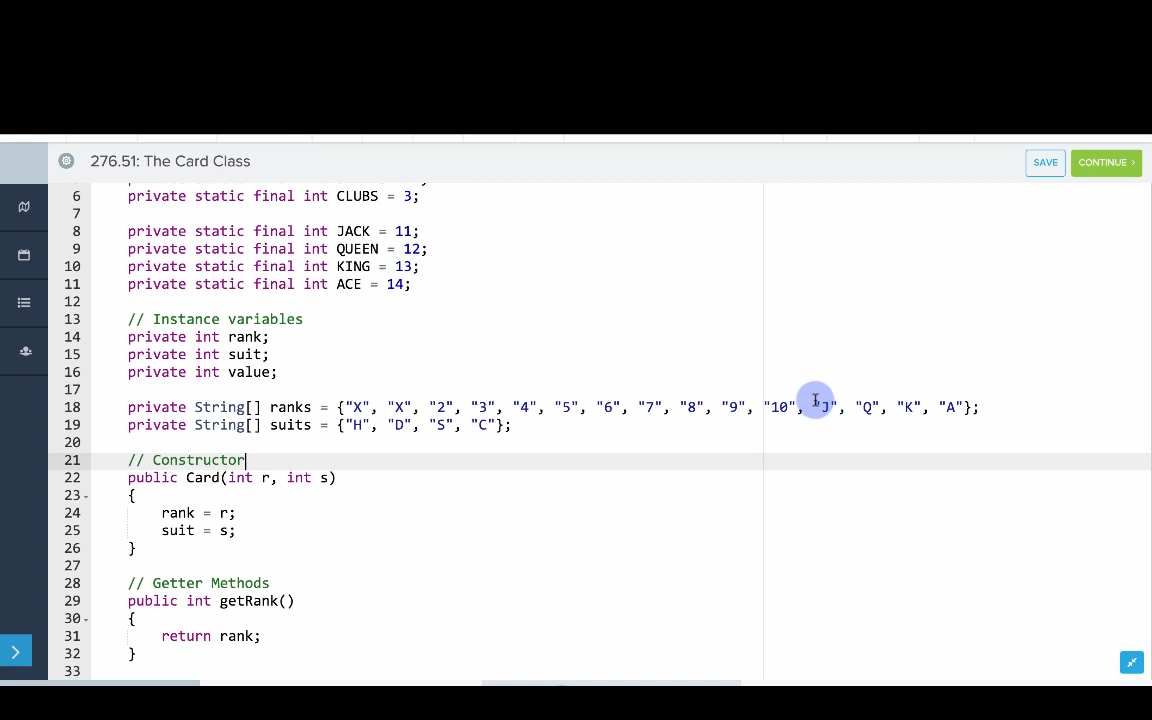 276.51: The Card Class
SAVE
CONTINUE >
6 private static final int CLUBS = 3;
7
8 private static final int JACK = 11;
9 private static final int QUEEN = 12;
10 private static final int KING = 13;
11 private static final int ACE = 14;
12
13 // Instance variables
14 private int rank;
15 private int suit;
16 private int value;
17
18 private String[] ranks = {"X", "X", "2", "3", "4", "5", "6", "7", "8", "9", "10", "J", "Q", "K", "A"};
19 private String[] suits = {"H", "D", "S", "C"};
20
21 // Constructor
22 public Card(int r, int s)
23 {
24 rank = r;
25 suit = s;
26 }
27
28 // Getter Methods
29 public int getRank()
30 {
31 return rank;
32 }
33